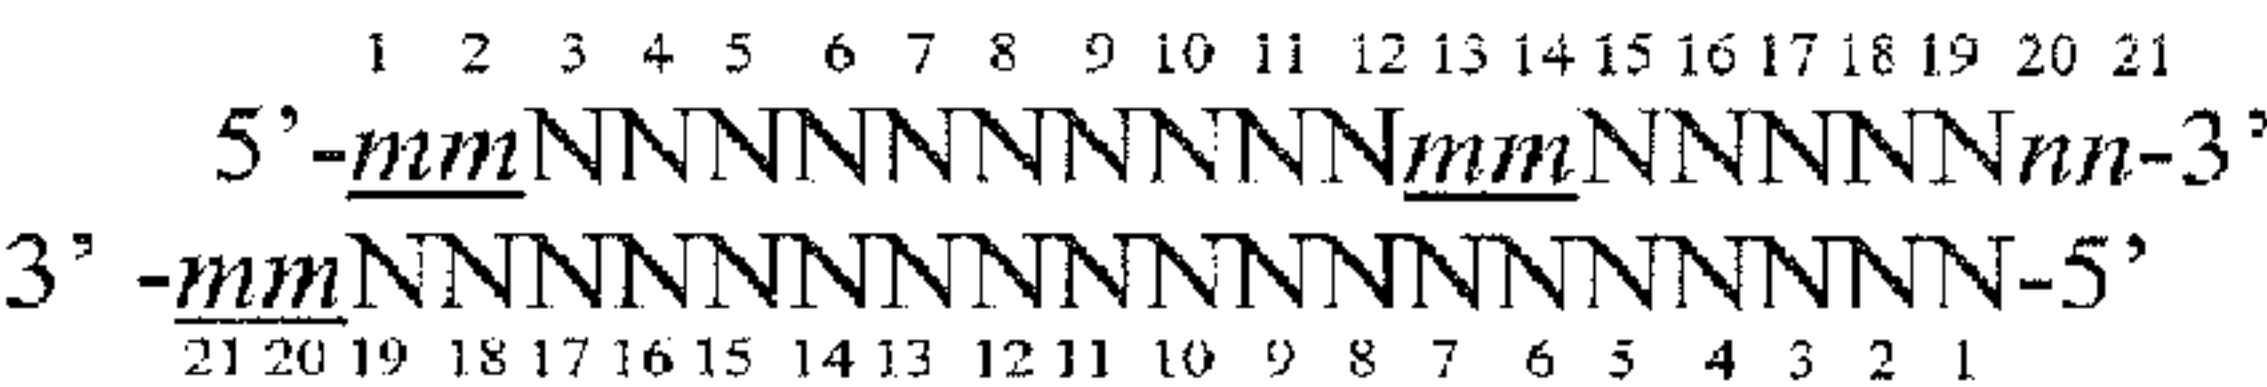 1 2 3 4 5 6 7 8 9 10 11 12 13 14 15 16 17 18 19 20 21
5’-mmNNNNNNNNNNmmNNNNNnn-3’
3’ -mmNNNNNNNNNNNNNNNNNNN-5’
21 20 19 18 17 16 15 14 13 12 11 10 9 8 7 6 5 4 3 2 1